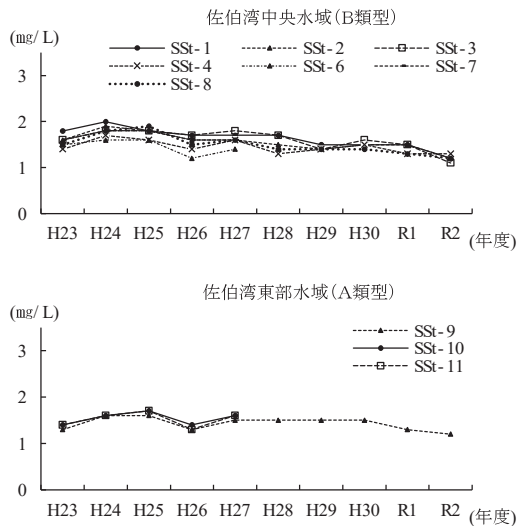 佐伯湾中央水域(B類型)
(㎎/L)
SSt-1 SSt-2 SSt-3
SSt-4 SSt-6 SSt-7
SSt-8
3
2
1
0
H23 H24 H25 H26 H27 H28 H29 H30 R1 R2
(年度)
佐伯湾東部水域(A類型)
(㎎/L)
SSt-9
SSt-10
SSt-11
3
2
1
0
H23 H24 H25 H26 H27 H28 H29 H30 R1 R2
(年度)